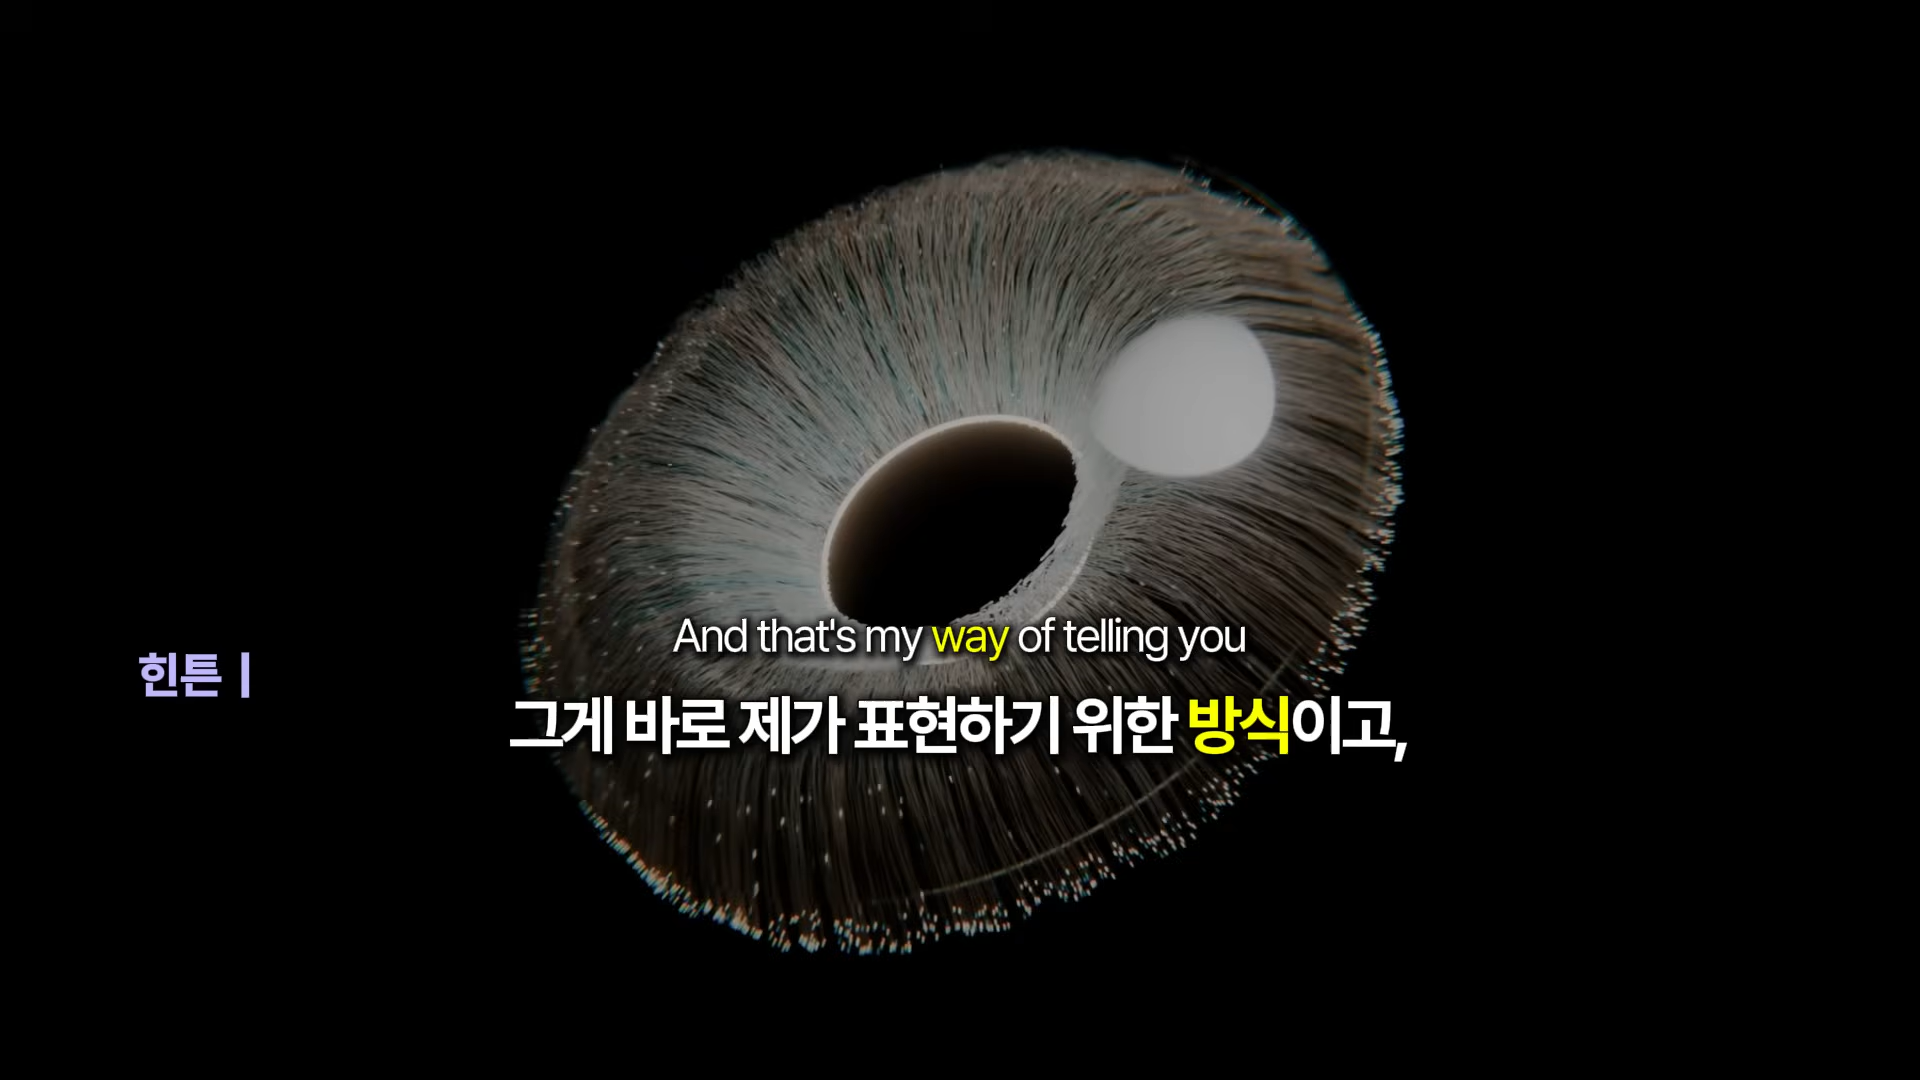 And that's my way of telling you
힌튼 |
그게 바로 제가 표현하기 위한 방식이고,